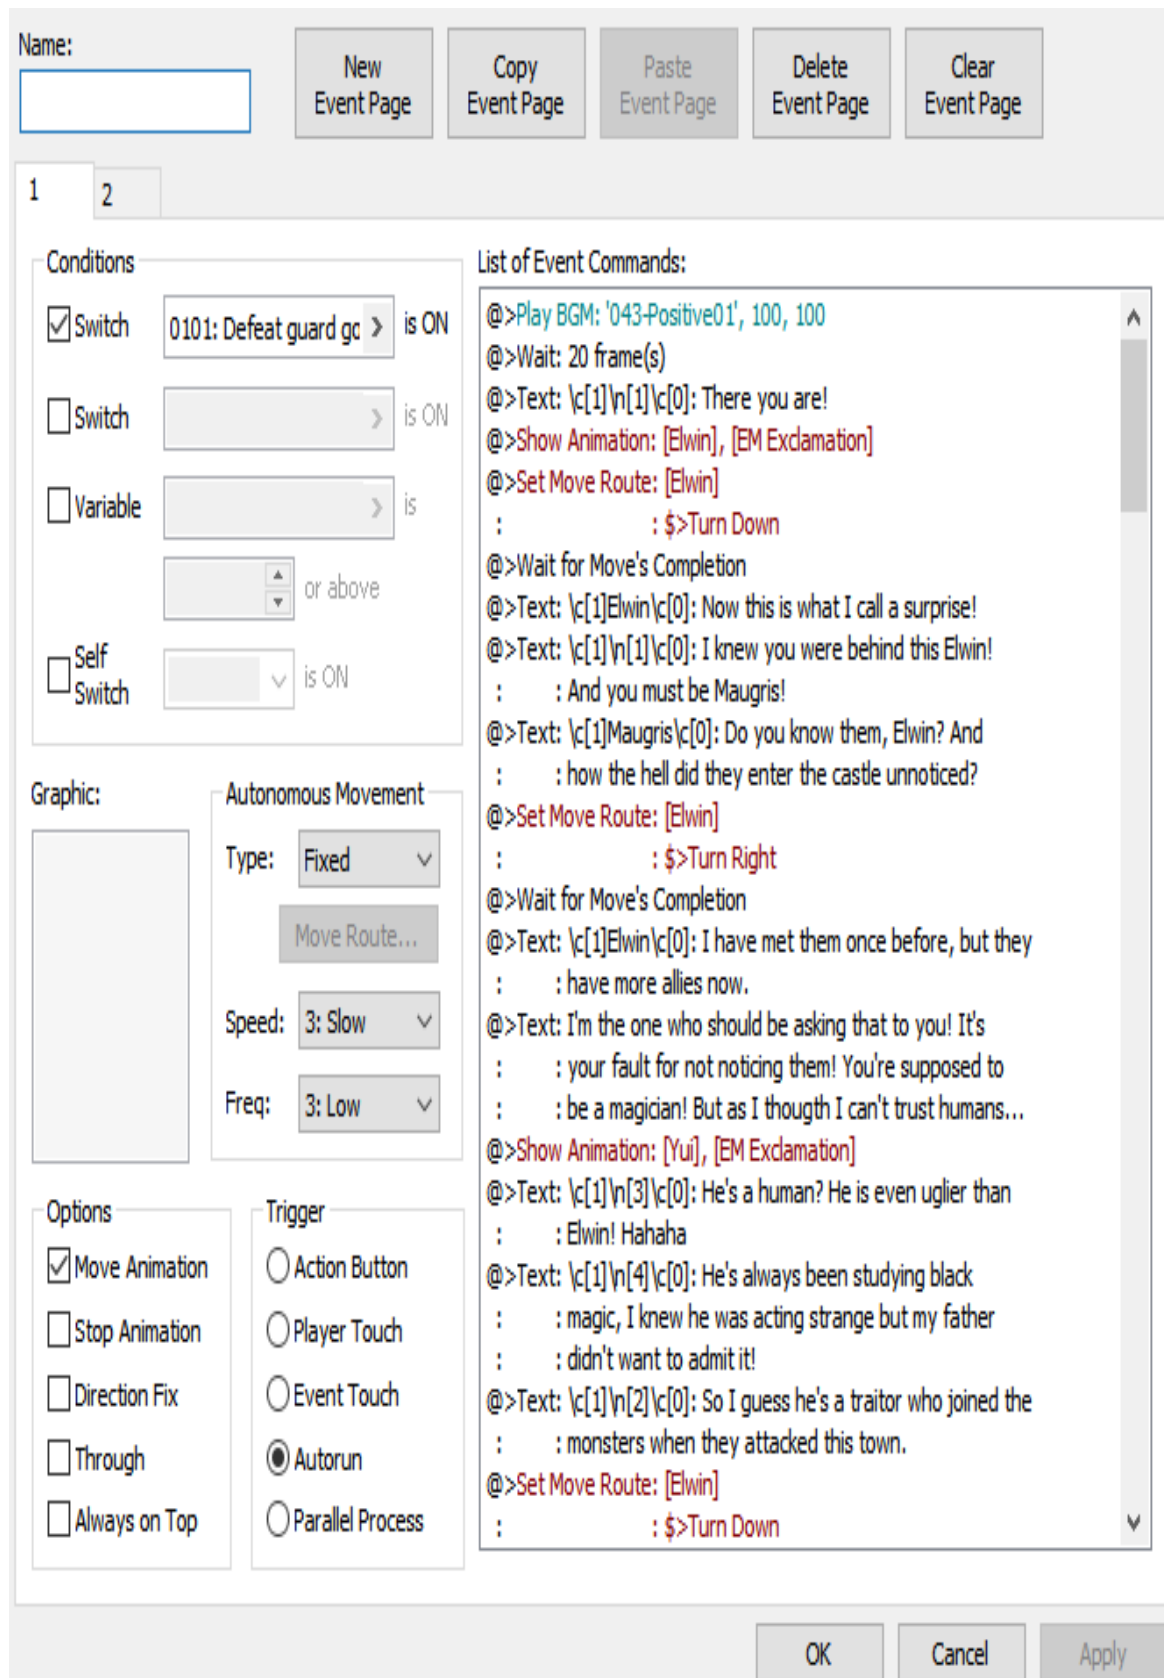 Name:
New
Event Page
Copy
Event Page
Paste
Event Page
Delete
Event Page
Clear
Event Page
1
2
Conditions
Switch
0101: Defeat guard go
is ON
Switch
is ON
Variable
is
or above
Self
Switch
is ON
Graphic:
Autonomous Movement
Type:
Fixed
Move Route...
Speed:
3: Slow
Freq:
3: Low
Options
Move Animation
Stop Animation
Direction Fix
Through
Always on Top
Trigger
Action Button
Player Touch
Event Touch
Autorun
Parallel Process
List of Event Commands:
@>Play BGM: '043-Positive01', 100, 100
@>Wait: 20 frame(s)
@>Text: \c[1]\n[1]\c[0]: There you are!
@>Show Animation: [Elwin], [EM Exclamation]
@>Set Move Route: [Elwin]
: : $>Turn Down
@>Wait for Move's Completion
@>Text: \c[1]Elwin\c[0]: Now this is what I call a surprise!
@>Text: \c[1]\n[1]\c[0]: I knew you were behind this Elwin!
: : And you must be Maugris!
@>Text: \c[1]Maugris\c[0]: Do you know them, Elwin? And
: : how the hell did they enter the castle unnoticed?
@>Set Move Route: [Elwin]
: : $>Turn Right
@>Wait for Move's Completion
@>Text: \c[1]Elwin\c[0]: I have met them once before, but they
: : have more allies now.
@>Text: I'm the one who should be asking that to you! It's
: : your fault for not noticing them! You're supposed to
: : be a magician! But as I thougth I can't trust humans...
@>Show Animation: [Yui], [EM Exclamation]
@>Text: \c[1]\n[3]\c[0]: He's a human? He is even uglier than
: : Elwin! Hahaha
@>Text: \c[1]\n[4]\c[0]: He's always been studying black
: : magic, I knew he was acting strange but my father
: : didn't want to admit it!
@>Text: \c[1]\n[2]\c[0]: So I guess he's a traitor who joined the
: : monsters when they attacked this town.
@>Set Move Route: [Elwin]
: : $>Turn Down
OK
Cancel
Apply